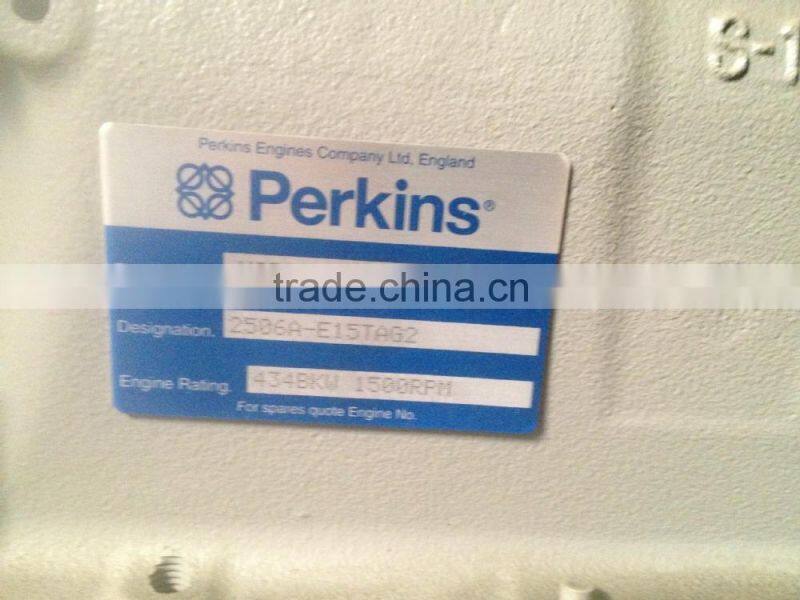 S-1
Perkins Engines Company Ltd, England
Perkins®
trade.china.cn
Designation. 2506A-E15TAG2
Engine Rating. 434BKW 1500RPM
For spares quote Engine No.